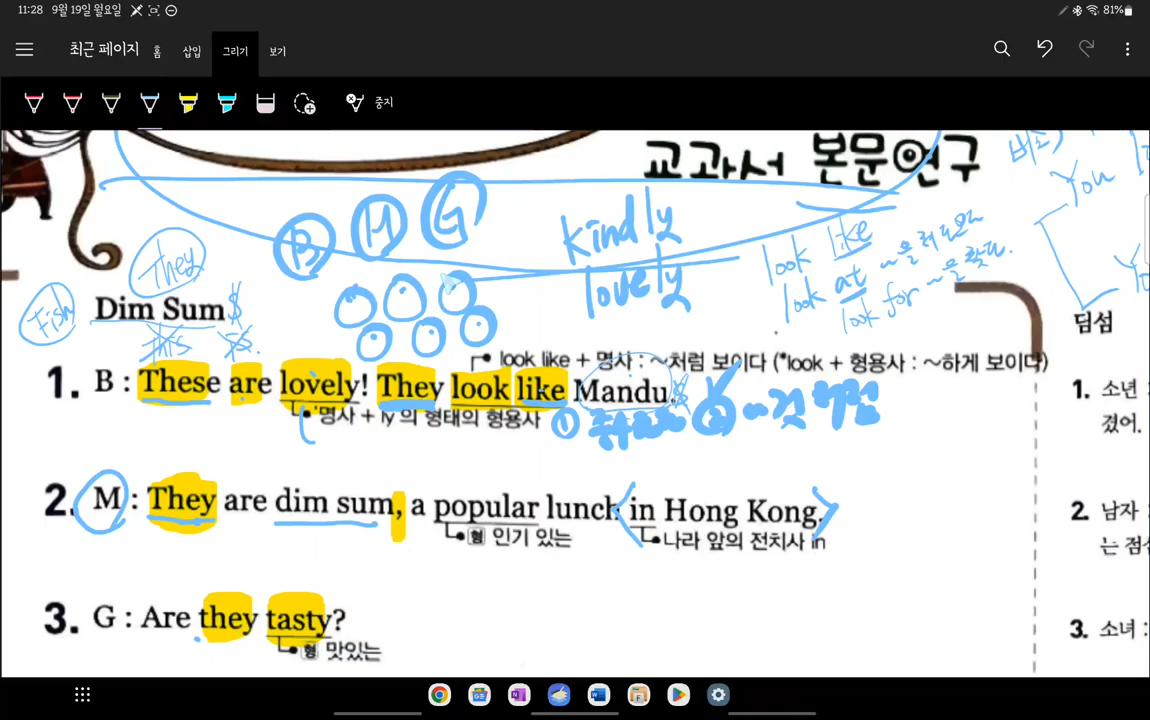 11:28 9월 19일 월요일 81%
최근 페이지 홈 삽입 그리기 보기
중지
교과서 본문연구
B M G
kindly
lovely
look like
look at ~을 쳐다보다
look for ~을 찾다.
You
They
Fish
Dim Sum $
This is.
look like + 명사 : ~처럼 보이다 (*look + 형용사 : ~하게 보이다)
1. B : These are lovely! They look like Mandu.$
명사 + ly 의 형태의 형용사
① ② ~것 처럼
2. M : They are dim sum, a popular lunch <in Hong Kong.>
형 인기 있는
나라 앞의 전치사 in
3. G : Are they tasty?
형 맛있는
딤섬
1. 소년
겼어.
2. 남자
는 점
3. 소녀 :